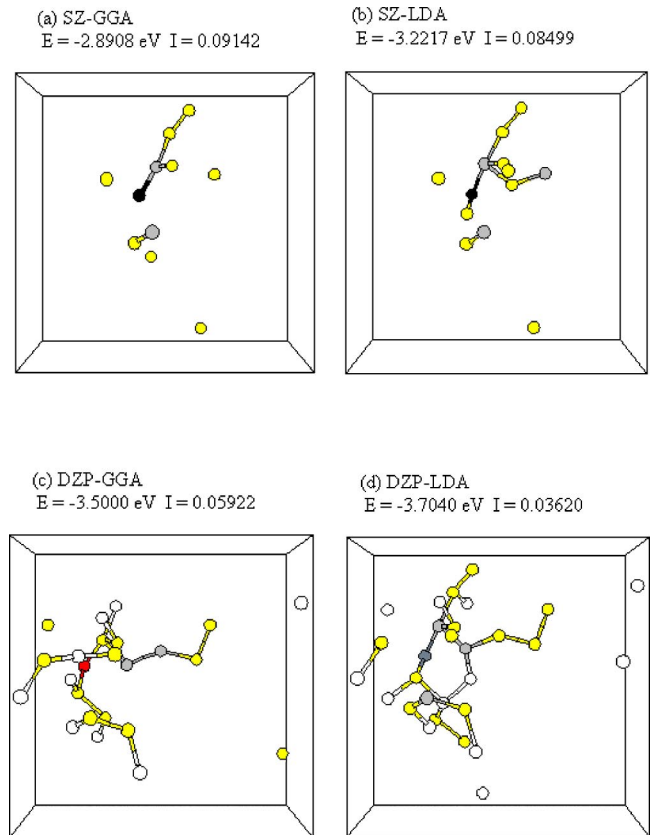 (a) SZ-GGA
E = -2.8908 eV I = 0.09142
(b) SZ-LDA
E = -3.2217 eV I = 0.08499
(c) DZP-GGA
E = -3.5000 eV I = 0.05922
(d) DZP-LDA
E = -3.7040 eV I = 0.03620